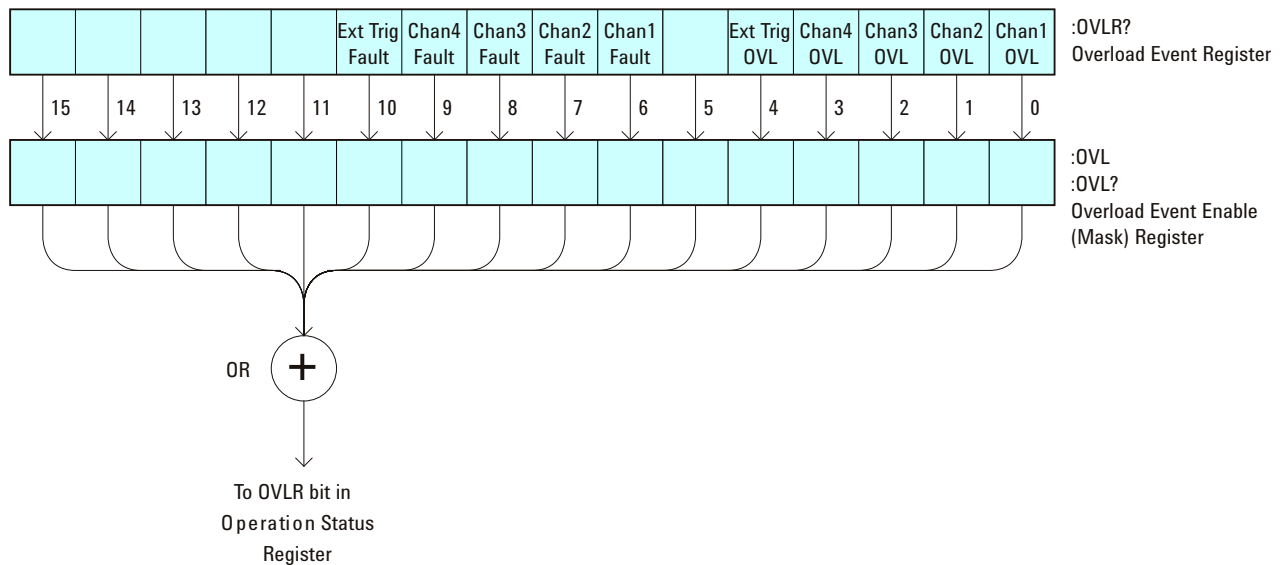 Ext Trig Fault Chan4 Fault Chan3 Fault Chan2 Fault Chan1 Fault Ext Trig OVL Chan4 OVL Chan3 OVL Chan2 OVL Chan1 OVL
:OVLR?
Overload Event Register
15 14 13 12 11 10 9 8 7 6 5 4 3 2 1 0
:OVL
:OVL?
Overload Event Enable
(Mask) Register
OR +
To OVLR bit in
Operation Status
Register